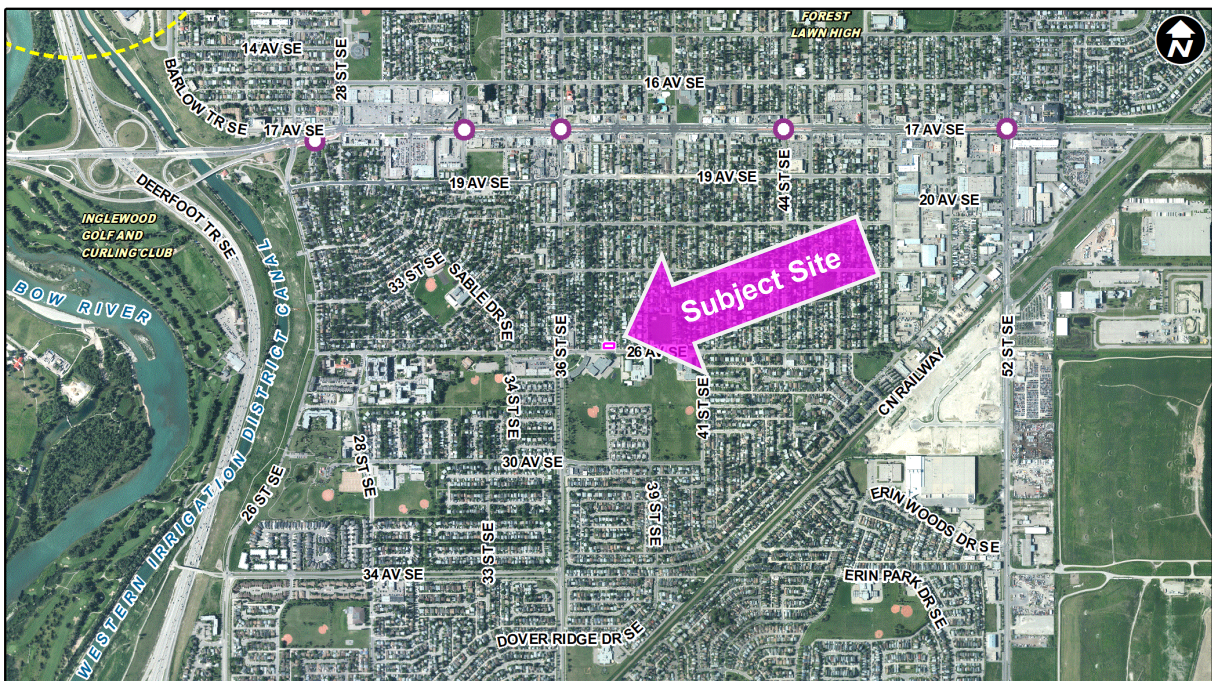 FOREST
LAWN HIGH
N
14 AV SE
28 ST SE
BARLOW TR SE
16 AV SE
17 AV SE
17 AV SE
19 AV SE
19 AV SE
44 ST SE
20 AV SE
DEERFOOT TR SE
INGLEWOOD
GOLF AND
CURLING CLUB
33 ST SE
SABLE DR SE
Subject Site
BOW RIVER
36 ST SE
26 AV SE
52 ST SE
CN RAILWAY
34 ST SE
41 ST SE
28 ST SE
30 AV SE
26 ST SE
39 ST SE
33 ST SE
ERIN WOODS DR SE
34 AV SE
ERIN PARK DR SE
DOVER RIDGE DR SE
WESTERN IRRIGATION DISTRICT CANAL